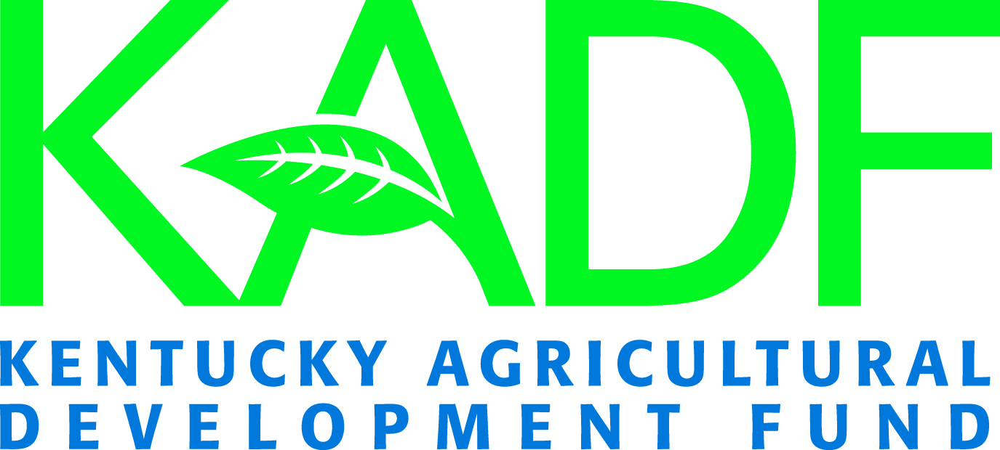 KADF
KENTUCKY AGRICULTURAL
DEVELOPMENT FUND